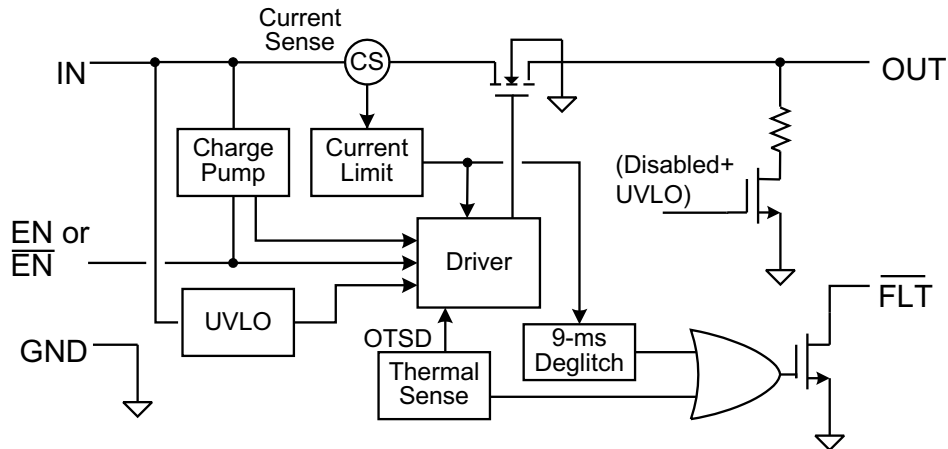 Current
Sense
IN
CS
OUT
Charge
Pump
Current
Limit
(Disabled+
UVLO)
EN or
EN
Driver
FLT
UVLO
GND
OTSD
9-ms
Deglitch
Thermal
Sense